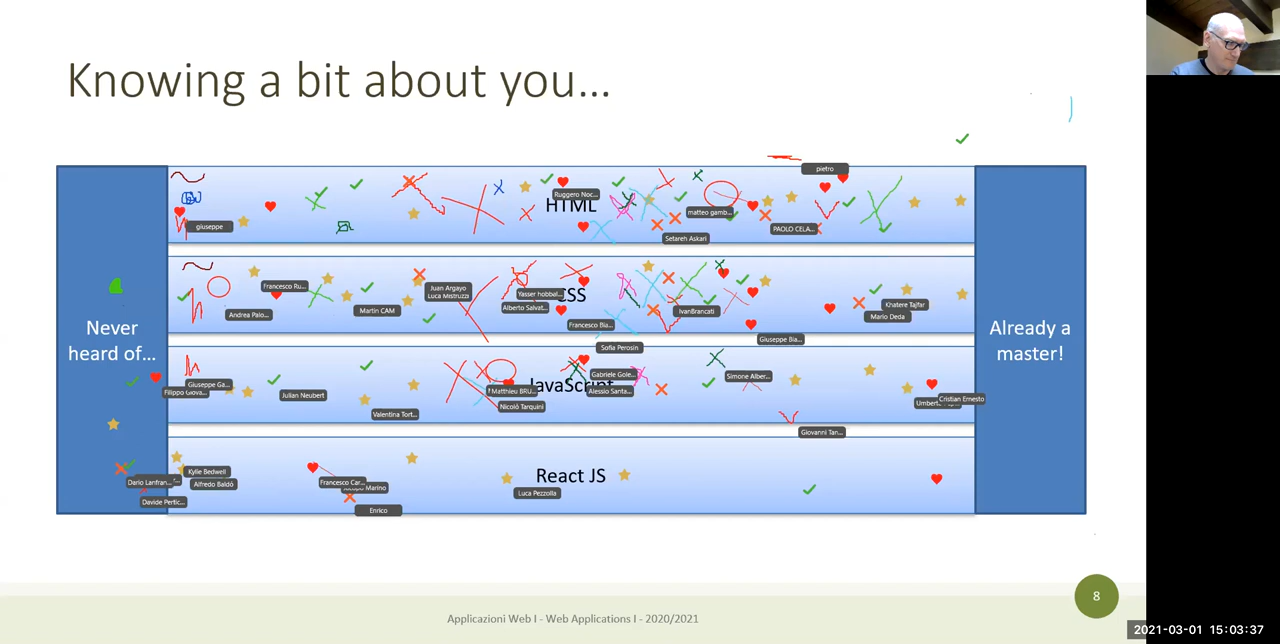 Knowing a bit about you...
pietro
Ruggero Noc...
HTML
matteo gamb...
giuseppe
PAOLO CELA...
Setareh Askari
Francesco Ru...
Juan Argayo
Luca Mistruzzi
Yasser hobbal...
CSS
Alberto Salvat...
Andrea Palo...
Martin CAM
IvanBrancati
Khatere Tajfar
Mario Deda
Francesco Bia...
Never heard of...
Already a master!
Giuseppe Bia...
Sofia Perosin
Gabriele Gole...
Simone Alber...
Giuseppe Ga...
Filippo Giova...
Julian Neubert
Matthieu BRU...
JavaScript
Alessio Santa...
Nicolò Tarquini
Valentina Tort...
Cristian Ernesto
Giovanni Tan...
Kylie Bedwell
Alfredo Baldó
Dario Lanfran...
Davide Pertic...
Francesco Car...
Marino
Enrico
React JS
Luca Pezzolla
8
Applicazioni Web I - Web Applications I - 2020/2021
2021-03-01 15:03:37